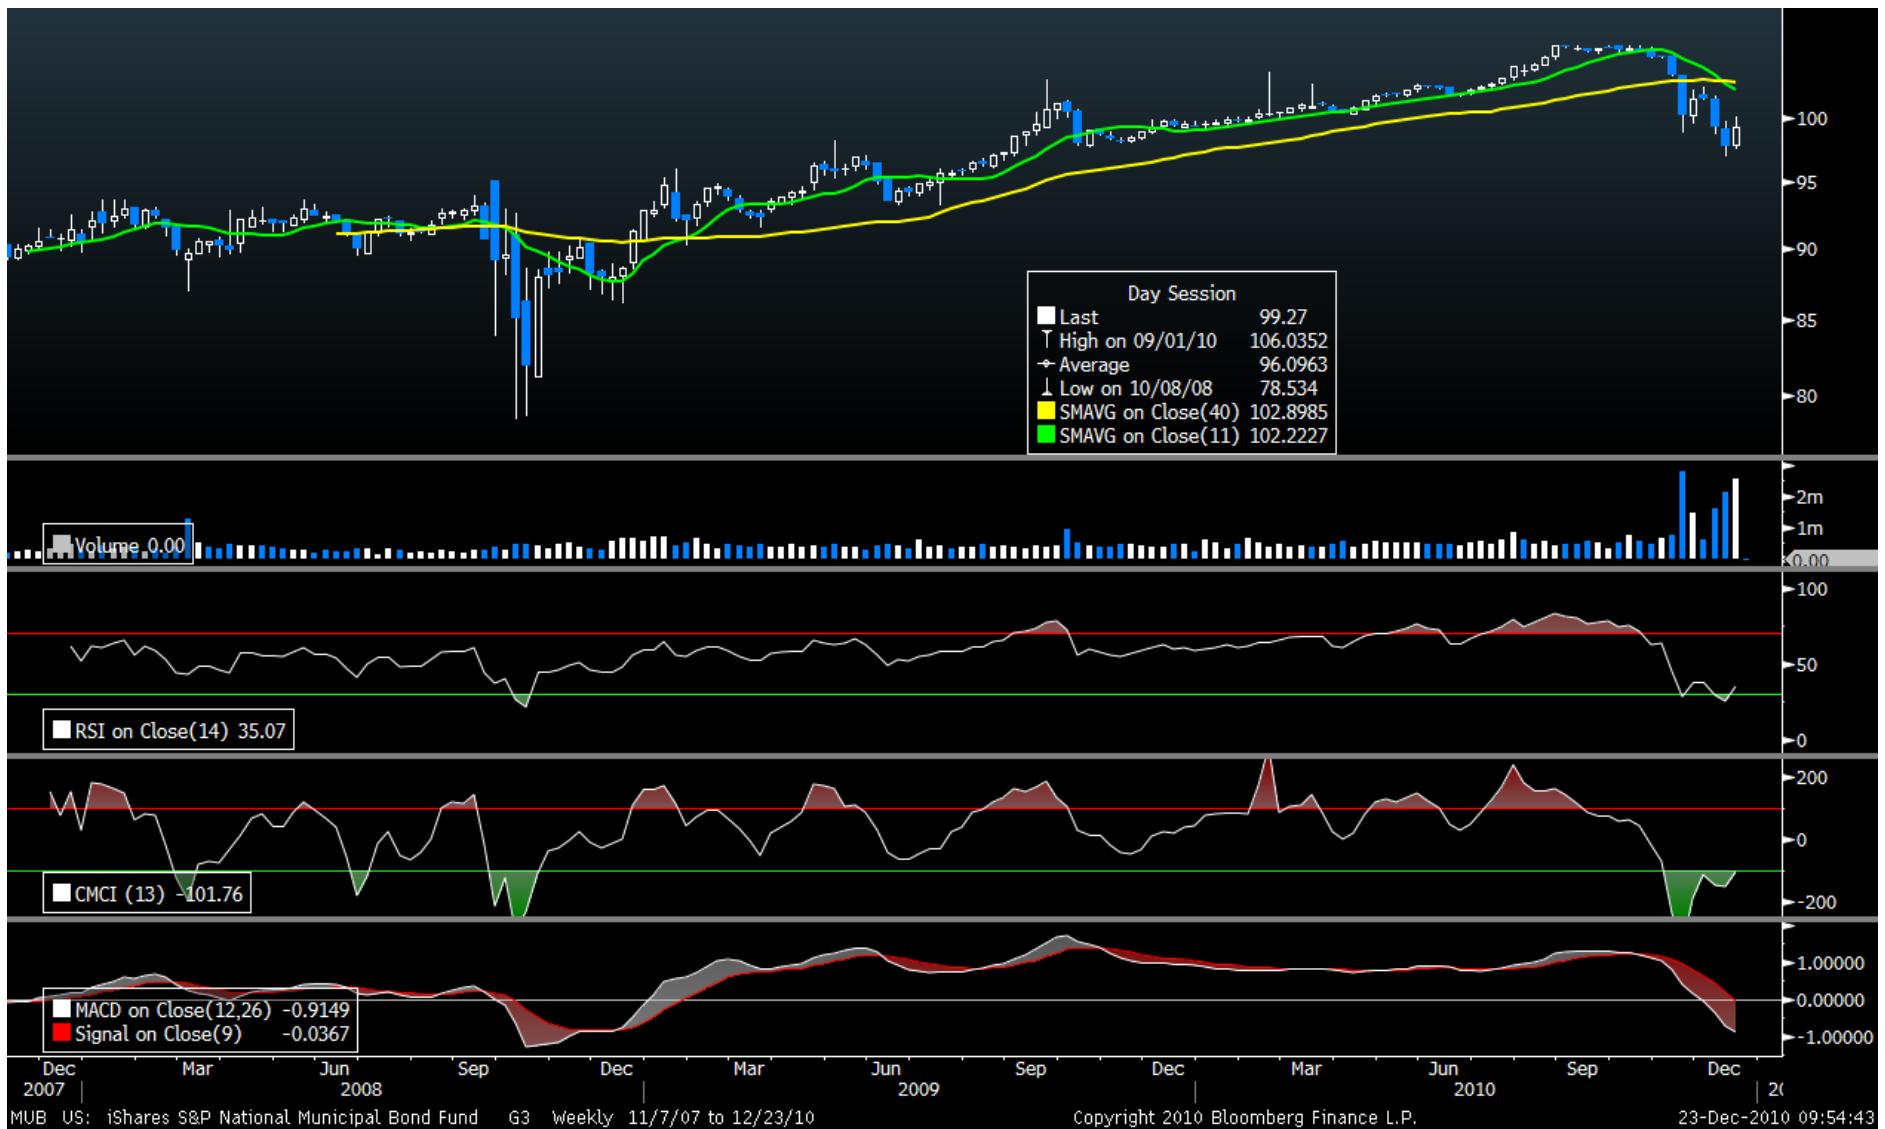 100
95
90
85
80
Day Session
Last 99.27
High on 09/01/10 106.0352
Average 96.0963
Low on 10/08/08 78.534
SMAVG on Close(40) 102.8985
SMAVG on Close(11) 102.2227
2m
1m
0.00
Volume 0.00
100
50
0
RSI on Close(14) 35.07
200
0
-200
CMCI (13) -101.76
1.00000
0.00000
-1.00000
MACD on Close(12,26) -0.9149
Signal on Close(9) -0.0367
Dec Mar Jun Sep Dec Mar Jun Sep Dec Mar Jun Sep Dec
2007 2008 2009 2010
MUB US: iShares S&P National Municipal Bond Fund G3 Weekly 11/7/07 to 12/23/10 Copyright 2010 Bloomberg Finance L.P. 23-Dec-2010 09:54:43